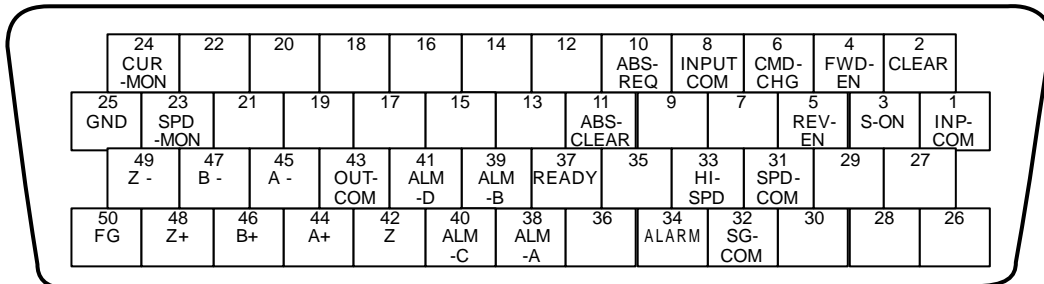 24 22 20 18 16 14 12 10 8 6 4 2
CUR ABS- INPUT CMD- FWD- CLEAR
-MON REQ COM CHG EN
25 23 21 19 17 15 13 11 9 7 5 3 1
GND SPD ABS- REV- S-ON INP-
-MON CLEAR EN COM
49 47 45 43 41 39 37 35 33 31 29 27
Z - B - A - OUT- ALM ALM READY HI- SPD-
COM -D -B SPD COM
50 48 46 44 42 40 38 36 34 32 30 28 26
FG Z+ B+ A+ Z ALM ALM ALARM SG-
-C -A COM